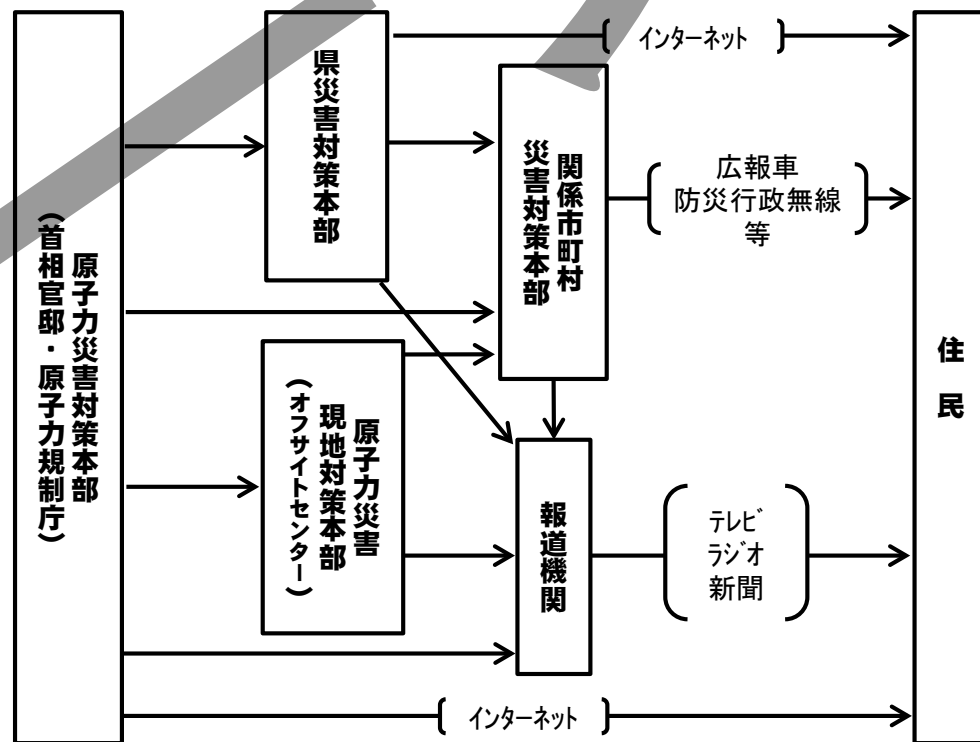 原子力災害対策本部
（首相官邸・原子力規制庁）
県災害対策本部
インターネット
関係市町村
災害対策本部
広報車
防災行政無線
等
原子力災害
現地対策本部
（オフサイトセンター）
報道機関
テレビ
ラジオ
新聞
インターネット
住民